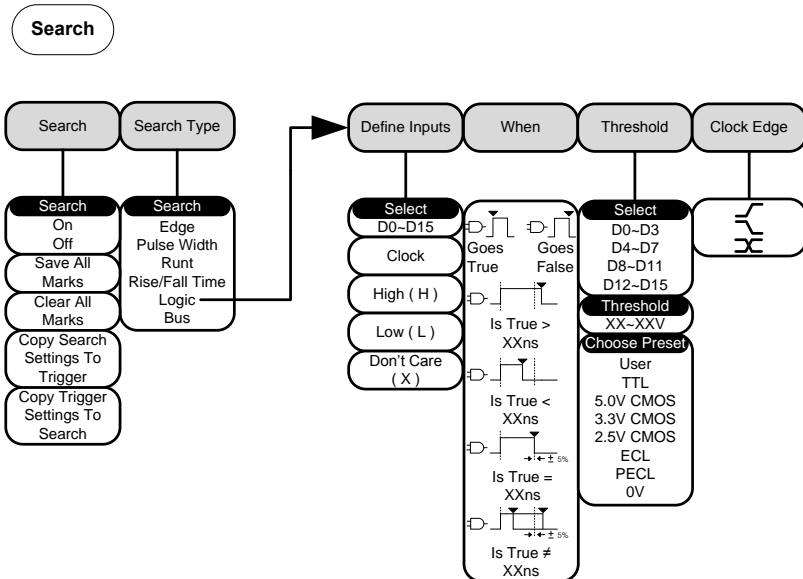 Search
Search
Search Type
Define Inputs
When
Threshold
Clock Edge
Search
On
Off
Save All
Marks
Clear All
Marks
Copy Search
Settings To
Trigger
Copy Trigger
Settings To
Search
Search
Edge
Pulse Width
Runt
Rise/Fall Time
Logic
Bus
Select
D0~D15
Clock
High ( H )
Low ( L )
Don't Care
( X )
Goes
True
Goes
False
Is True >
XXns
Is True <
XXns
± 5%
Is True =
XXns
± 5%
Is True ≠
XXns
Select
D0~D3
D4~D7
D8~D11
D12~D15
Threshold
XX~XXV
Choose Preset
User
TTL
5.0V CMOS
3.3V CMOS
2.5V CMOS
ECL
PECL
0V